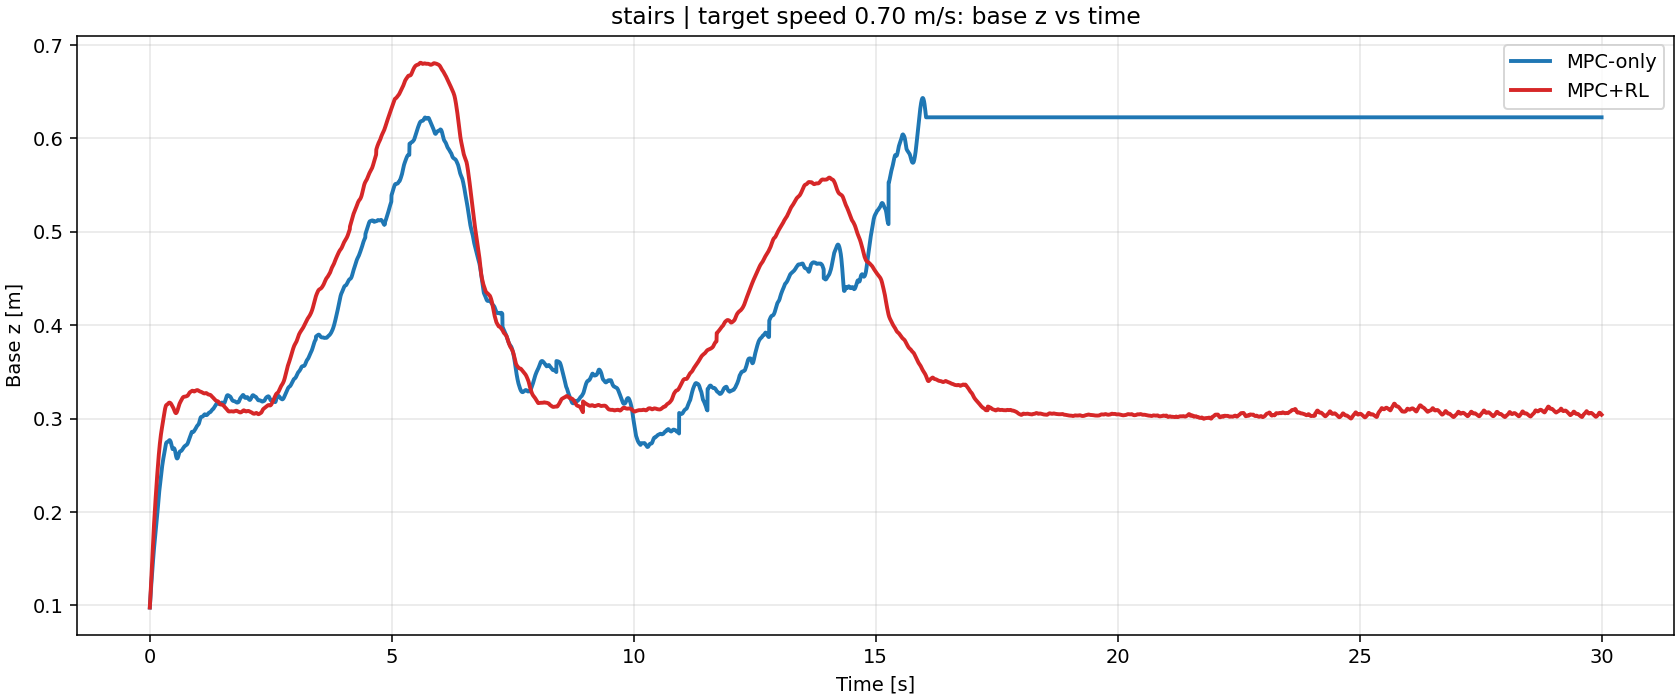 stairs | target speed 0.70 m/s: base z vs time
MPC-only
MPC+RL
Base z [m]
0.7
0.6
0.5
0.4
0.3
0.2
0.1
0
5
10
15
20
25
30
Time [s]